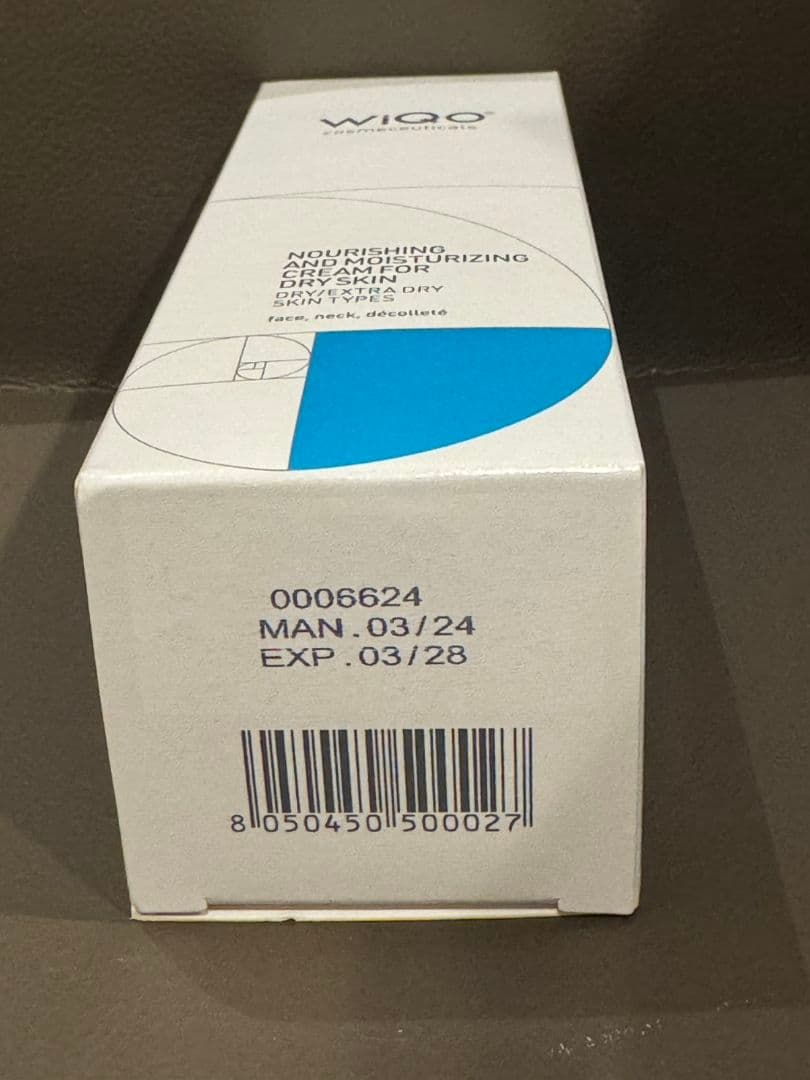 WiQO®
cosmeceuticals
NOURISHING
AND MOISTURIZING
CREAM FOR
DRY SKIN
DRY/EXTRA DRY
SKIN TYPES
face, neck, décolleté
0006624
MAN.03/24
EXP.03/28
8 050450 500027